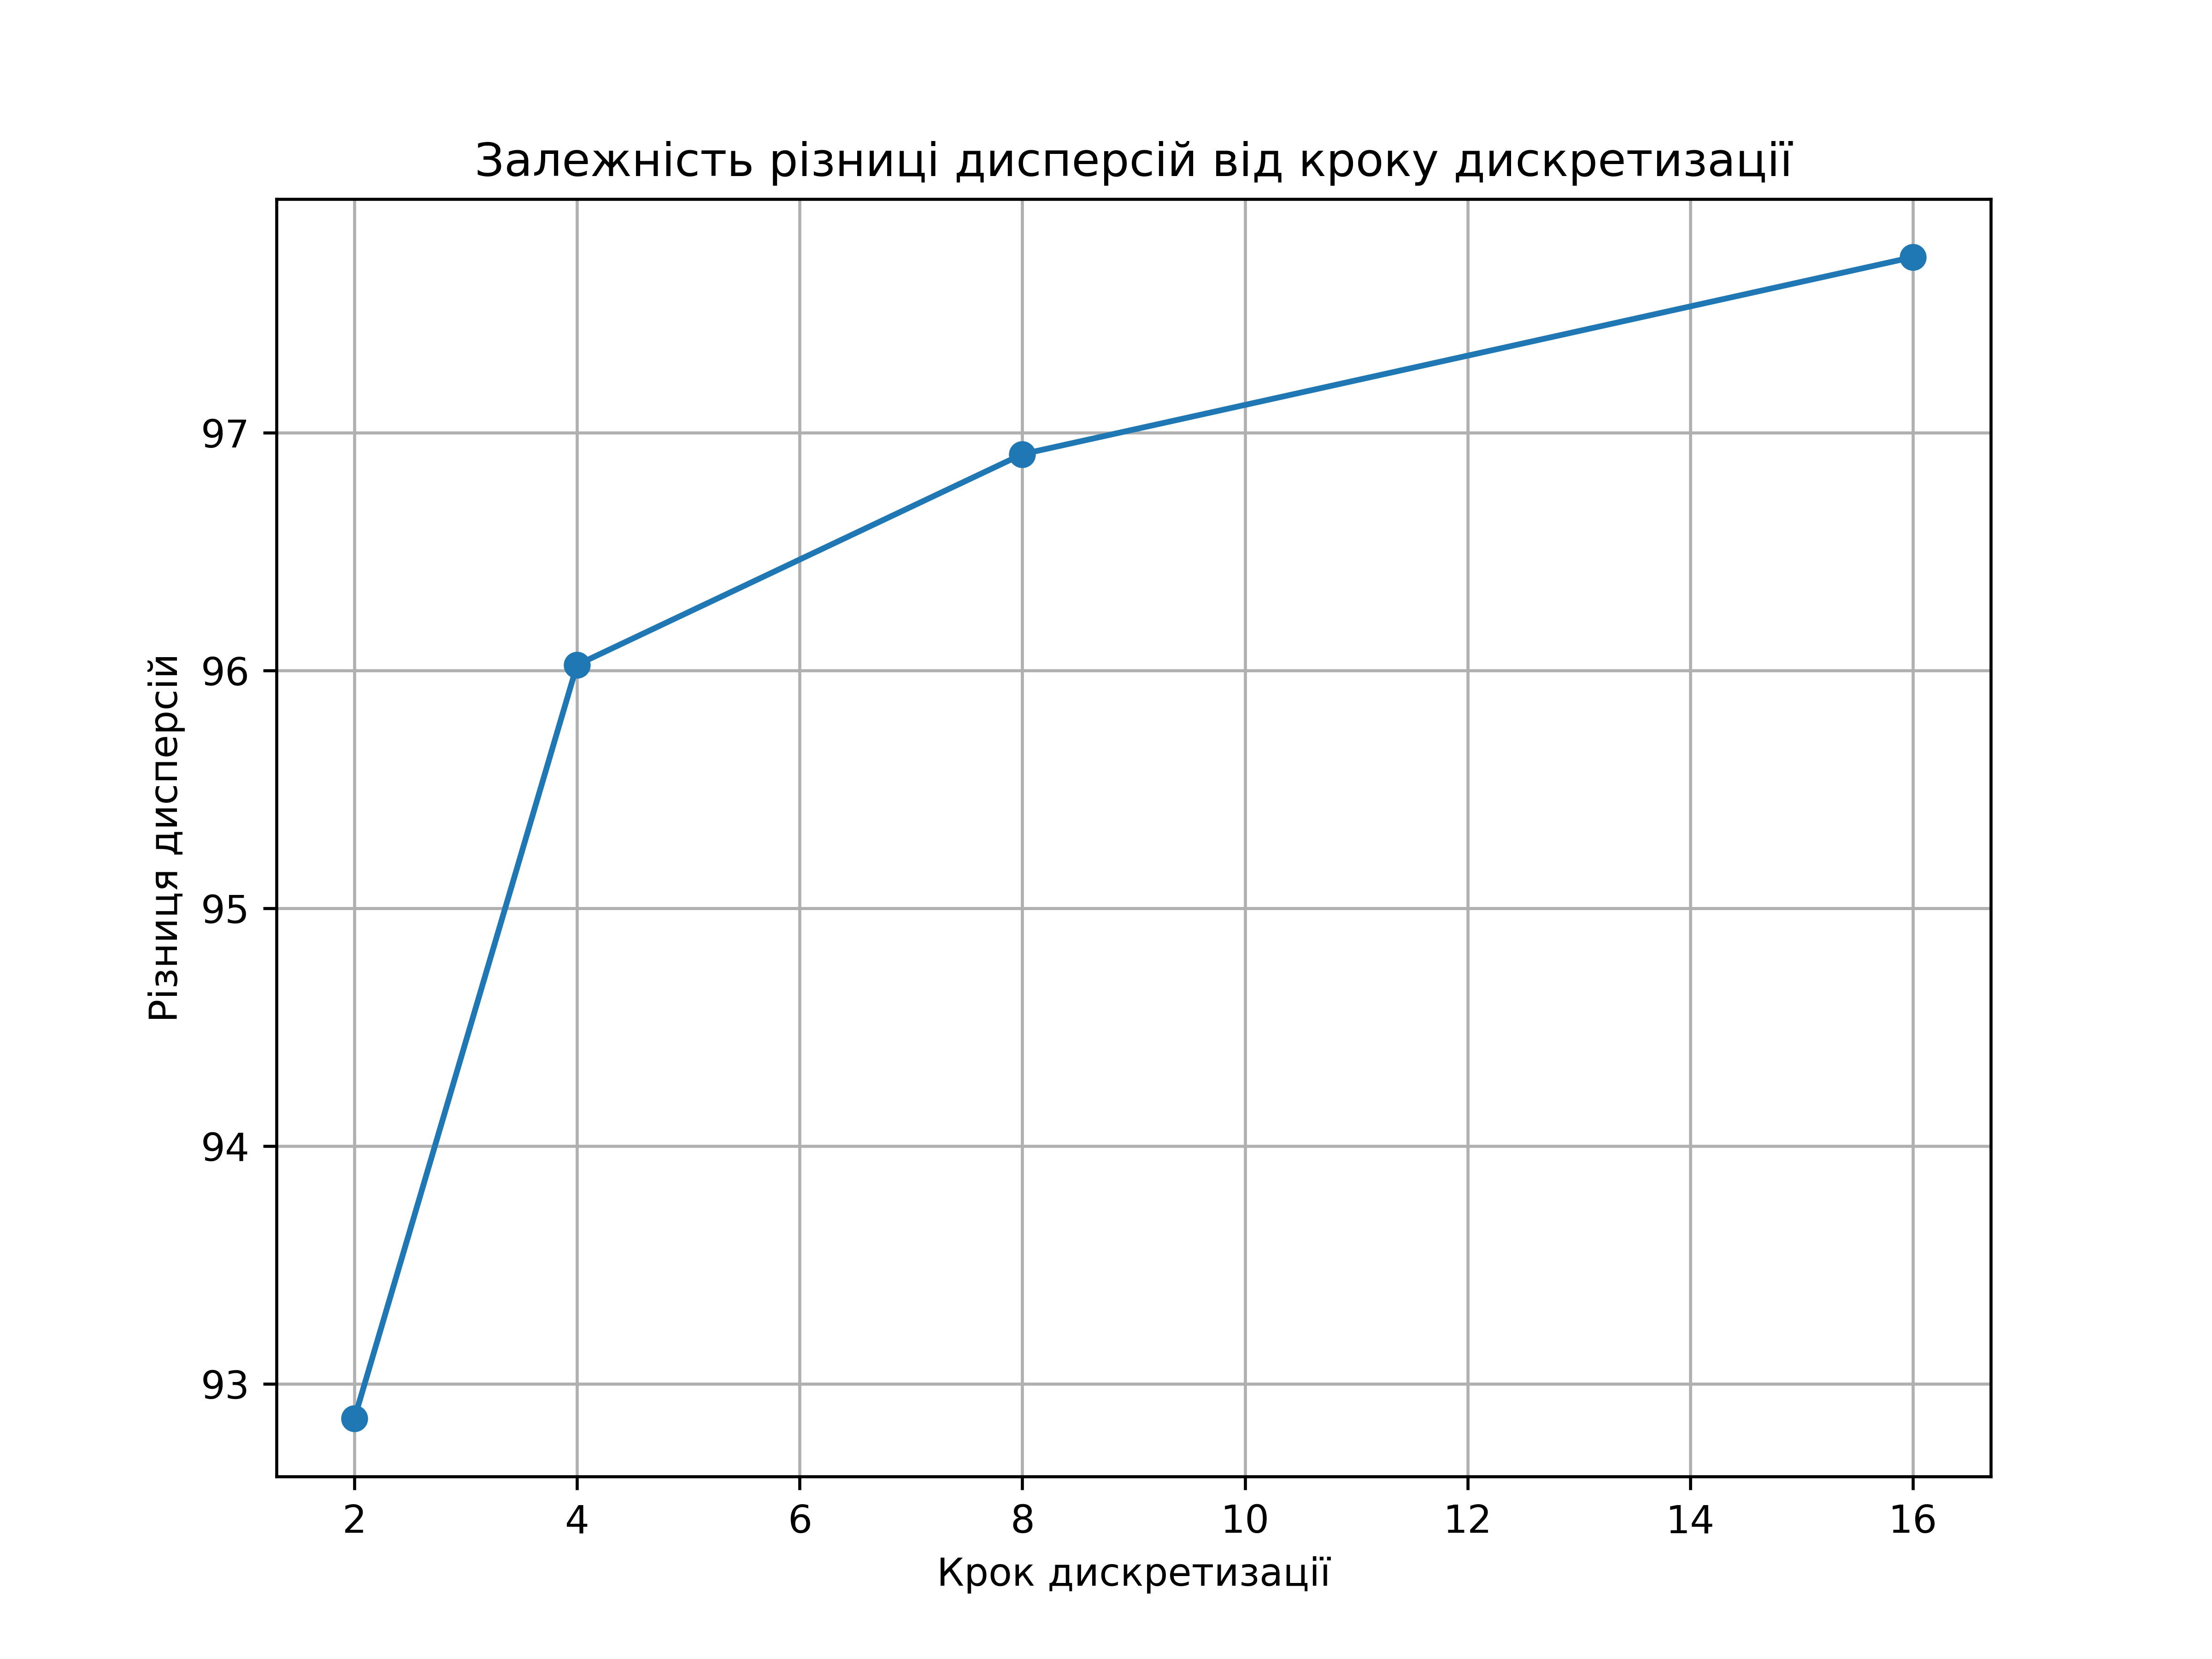 Залежність різниці дисперсій від кроку дискретизації
Різниця дисперсій
97
96
95
94
93
2 4 6 8 10 12 14 16
Крок дискретизації